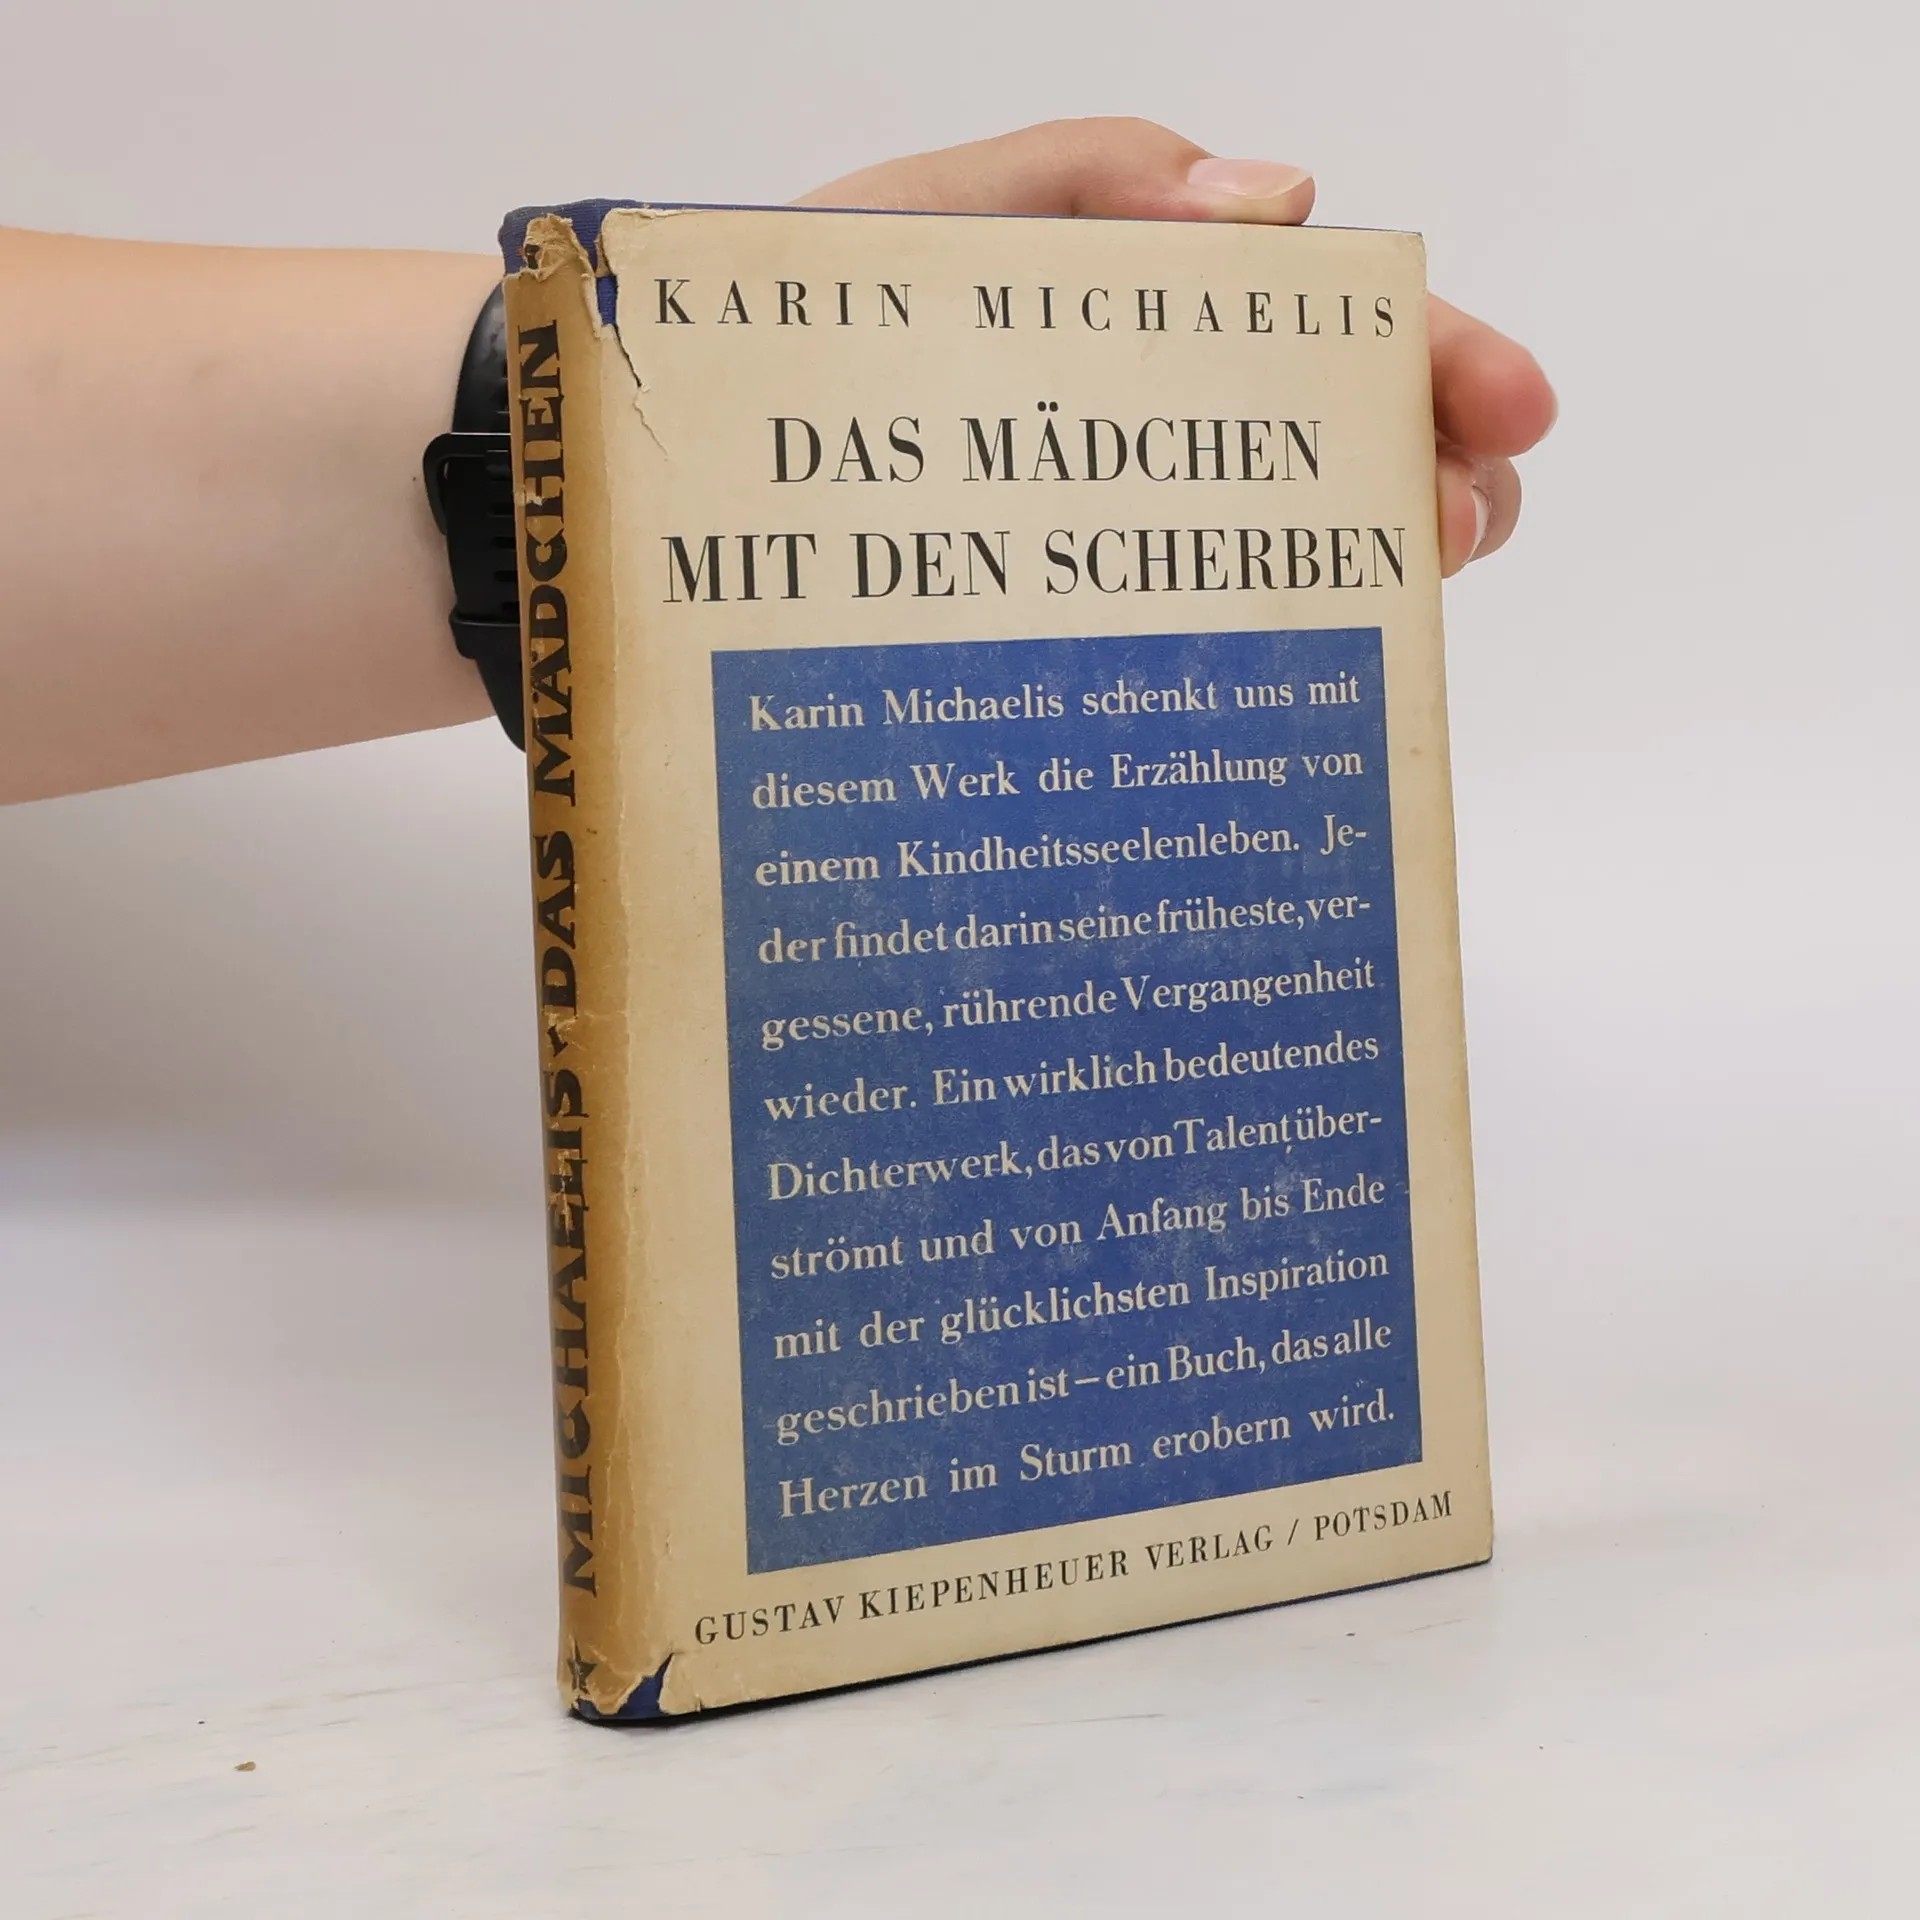 KARIN MICHAELIS
DAS MÄDCHEN
MIT DEN SCHERBEN
Karin Michaelis schenkt uns mit
diesem Werk die Erzählung von
einem Kindheitsseelenleben. Je-
der findet darin seine früheste, ver-
gessene, rührende Vergangenheit
wieder. Ein wirklich bedeutendes
Dichterwerk, das von Talent über-
strömt und von Anfang bis Ende
mit der glücklichsten Inspiration
geschrieben ist – ein Buch, das alle
Herzen im Sturm erobern wird.
GUSTAV KIEPENHEUER VERLAG / POTSDAM
MICHAELIS · DAS MÄDCHEN